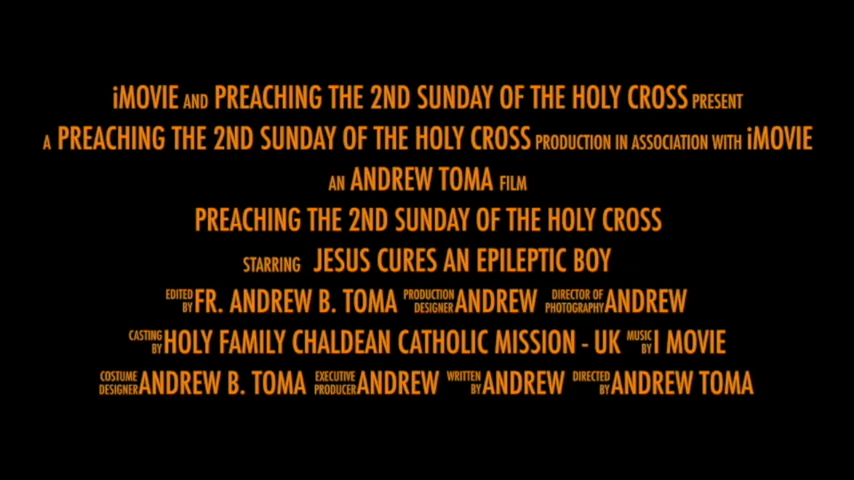 iMOVIE AND PREACHING THE 2ND SUNDAY OF THE HOLY CROSS PRESENT
A PREACHING THE 2ND SUNDAY OF THE HOLY CROSS PRODUCTION IN ASSOCIATION WITH iMOVIE
AN ANDREW TOMA FILM
PREACHING THE 2ND SUNDAY OF THE HOLY CROSS
STARRING JESUS CURES AN EPILEPTIC BOY
EDITED BY FR. ANDREW B. TOMA PRODUCTION DESIGNER ANDREW DIRECTOR OF PHOTOGRAPHY ANDREW
CASTING BY HOLY FAMILY CHALDEAN CATHOLIC MISSION - UK MUSIC BY I MOVIE
COSTUME DESIGNER ANDREW B. TOMA EXECUTIVE PRODUCER ANDREW WRITTEN BY ANDREW DIRECTED BY ANDREW TOMA